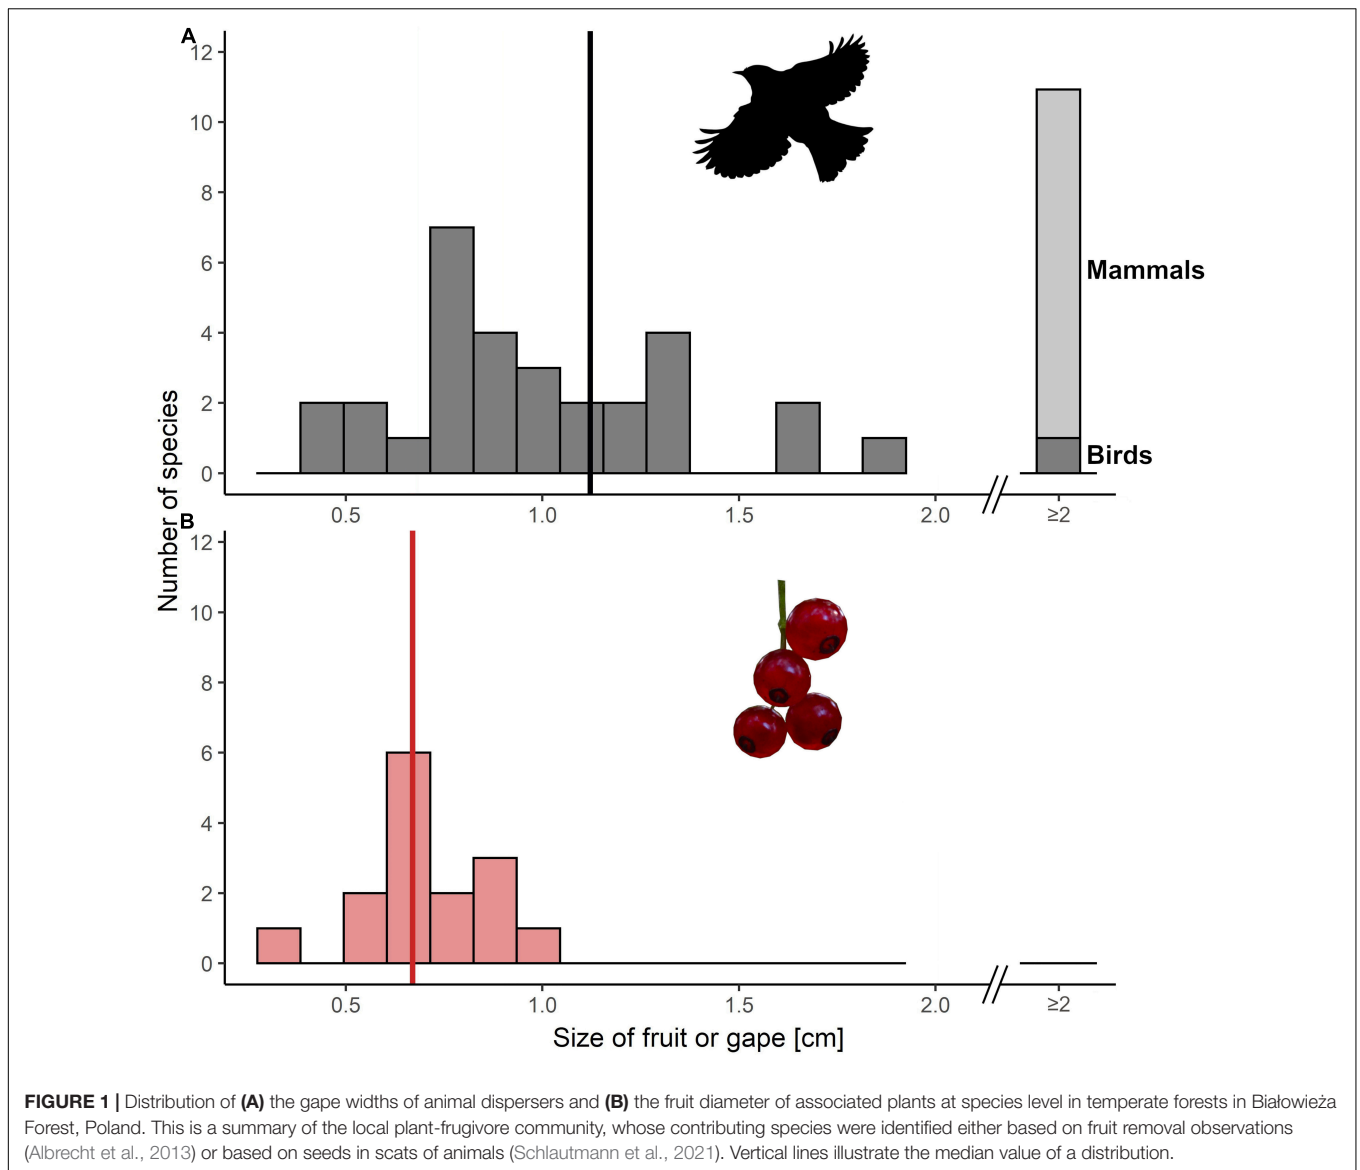 A
12
10
8
6
4
2
0
Mammals
Birds
0.5 1.0 1.5 2.0 ≥2
Number of species
B
12
10
8
6
4
2
0
0.5 1.0 1.5 2.0 ≥2
Size of fruit or gape [cm]
FIGURE 1 | Distribution of (A) the gape widths of animal dispersers and (B) the fruit diameter of associated plants at species level in temperate forests in Białowieża
Forest, Poland. This is a summary of the local plant-frugivore community, whose contributing species were identified either based on fruit removal observations
(Albrecht et al., 2013) or based on seeds in scats of animals (Schlautmann et al., 2021). Vertical lines illustrate the median value of a distribution.